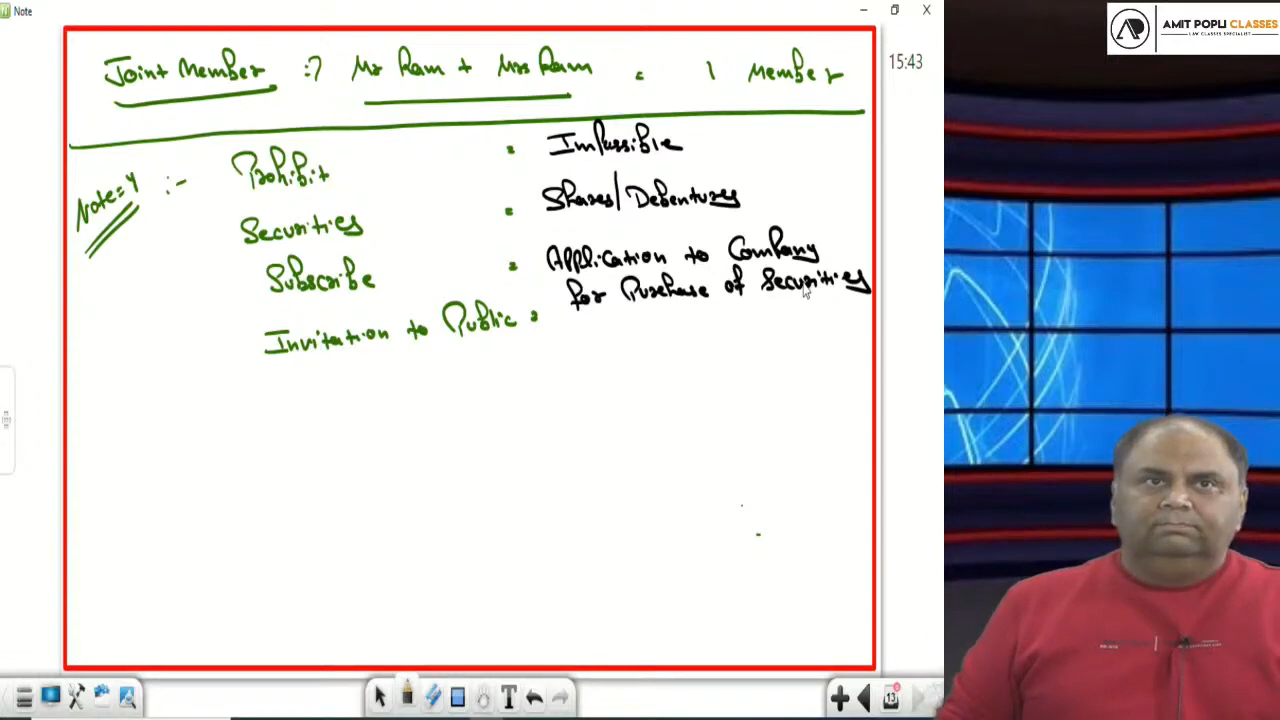 Note
AMIT POPLI CLASSES
LAW CLASSES SPECIALIST
15:43
Joint Member :-> Mr Ram + Mrs Ram = 1 Member
Note=4 :- Prohibit = Impossible
Securities = Shares/Debentures
Subscribe = Application to Company
for Purchase of Securities
Invitation to Public =
13